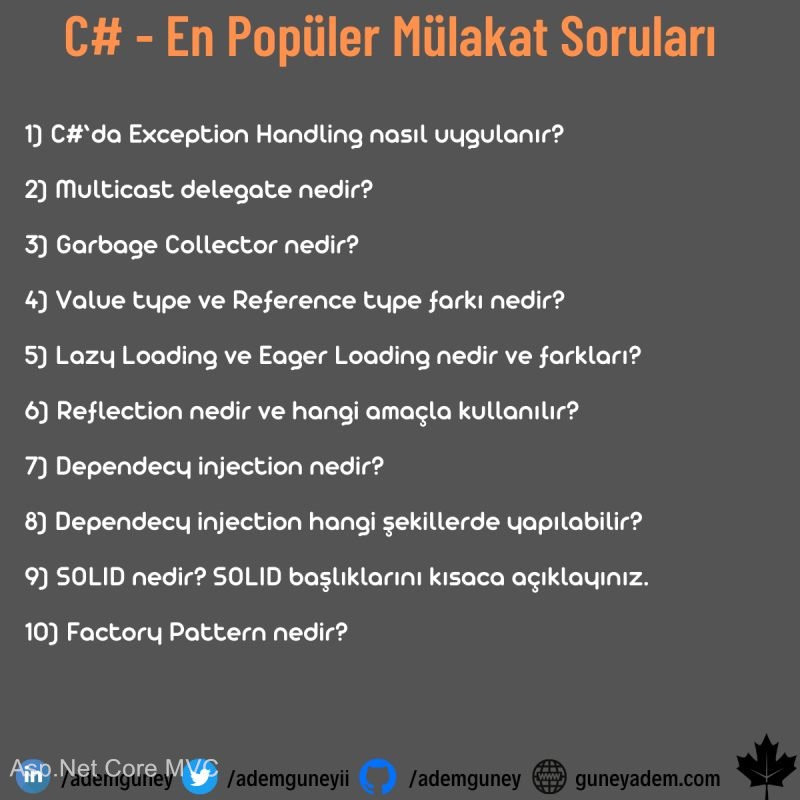 C# - En Popüler Mülakat Soruları
1) C#`da Exception Handling nasıl uygulanır?
2) Multicast delegate nedir?
3) Garbage Collector nedir?
4) Value type ve Reference type farkı nedir?
5) Lazy Loading ve Eager Loading nedir ve farkları?
6) Reflection nedir ve hangi amaçla kullanılır?
7) Dependecy injection nedir?
8) Dependecy injection hangi şekillerde yapılabilir?
9) SOLID nedir? SOLID başlıklarını kısaca açıklayınız.
10) Factory Pattern nedir?
Asp.Net Core MVC
in /ademguney /ademguneyii /ademguney guneyadem.com